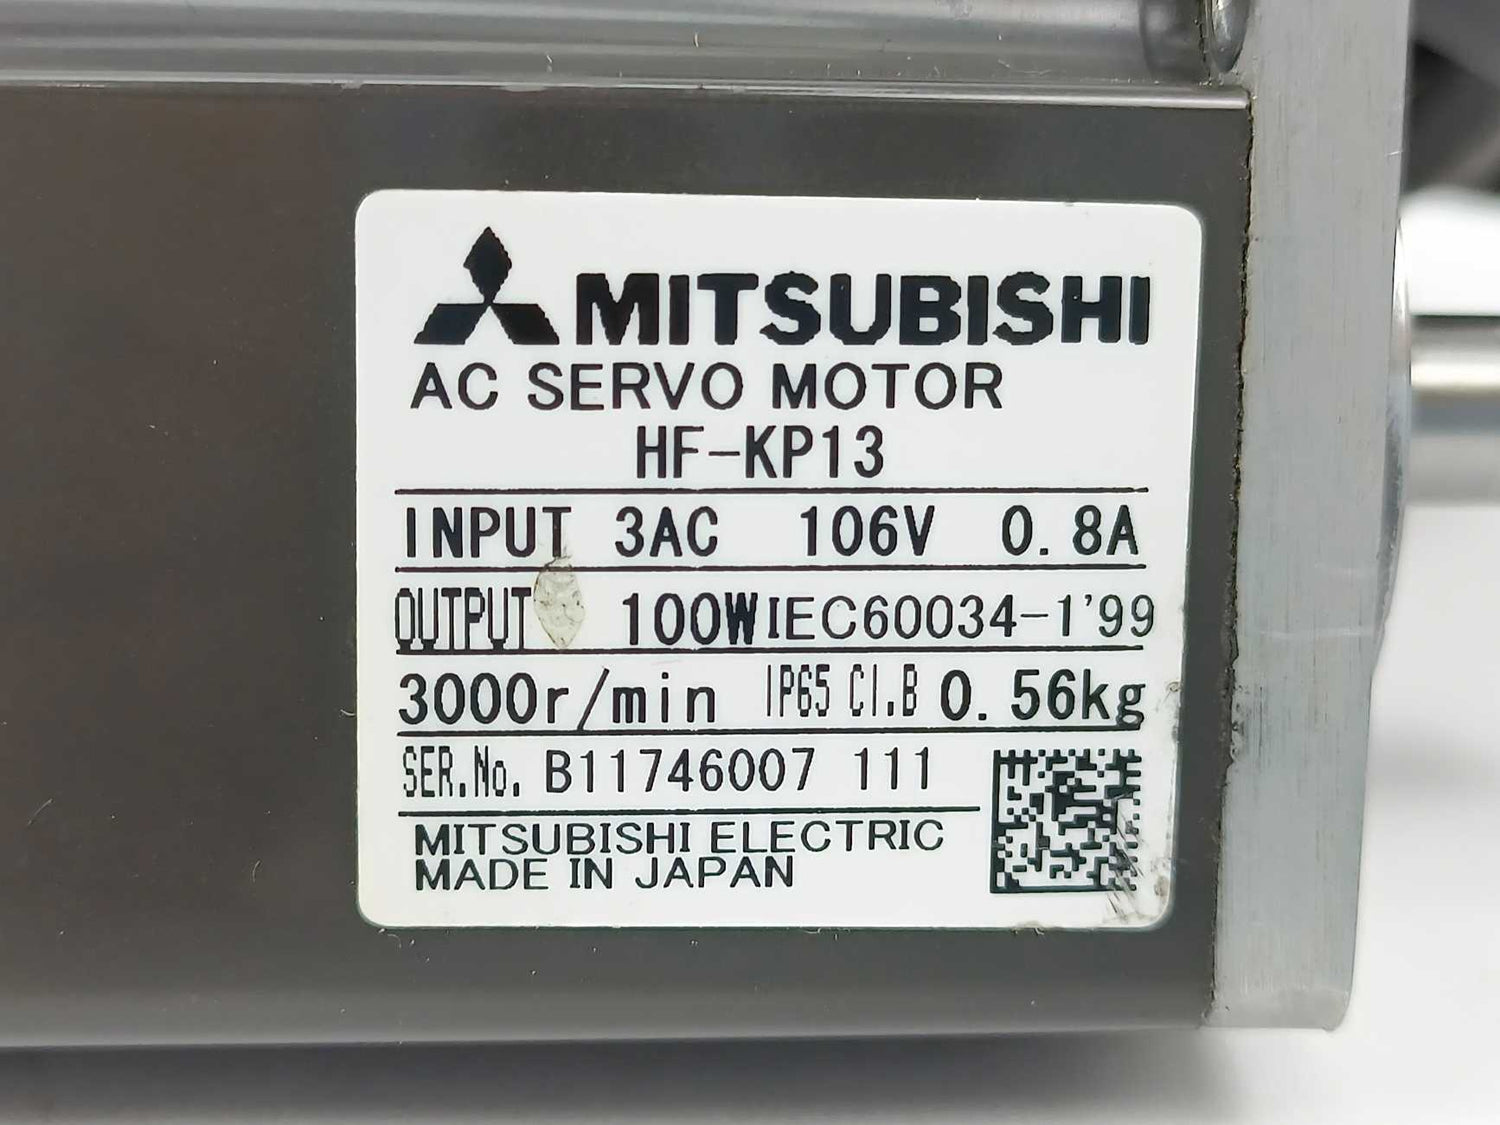 MITSUBISHI
AC SERVO MOTOR
HF-KP13
INPUT 3AC 106V 0.8A
OUTPUT 100W IEC60034-1'99
3000r/min IP65 CI.B 0.56kg
SER.No. B11746007 111
MITSUBISHI ELECTRIC
MADE IN JAPAN